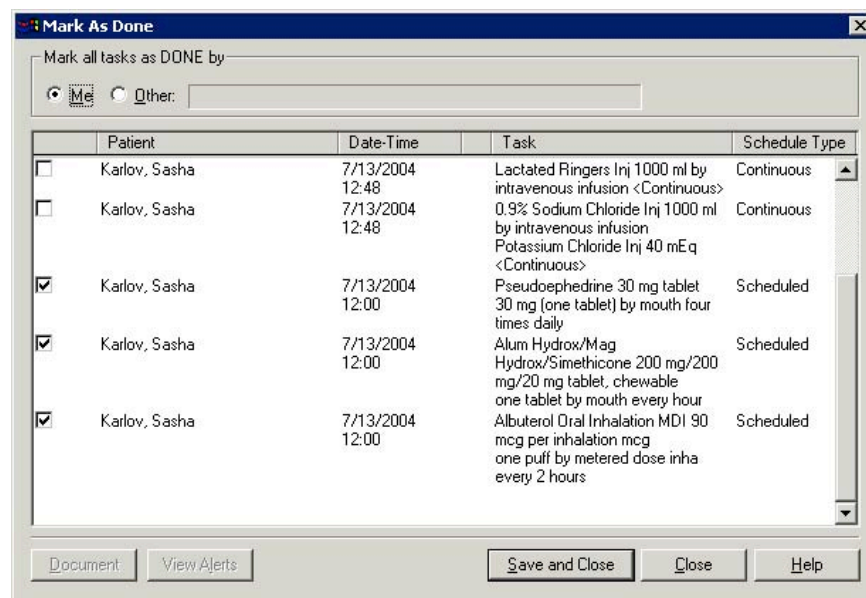 Mark As Done
Mark all tasks as DONE by
Me Other:
Patient Date-Time Task Schedule Type
Karlov, Sasha 7/13/2004 Lactated Ringers Inj 1000 ml by Continuous
12:48 intravenous infusion <Continuous>
Karlov, Sasha 7/13/2004 0.9% Sodium Chloride Inj 1000 ml Continuous
12:48 by intravenous infusion
Potassium Chloride Inj 40 mEq
<Continuous>
Karlov, Sasha 7/13/2004 Pseudoephedrine 30 mg tablet Scheduled
12:00 30 mg (one tablet) by mouth four
times daily
Karlov, Sasha 7/13/2004 Alum Hydrox/Mag Scheduled
12:00 Hydrox/Simethicone 200 mg/200
mg/20 mg tablet, chewable
one tablet by mouth every hour
Karlov, Sasha 7/13/2004 Albuterol Oral Inhalation MDI 90 Scheduled
12:00 mcg per inhalation mcg
one puff by metered dose inha
every 2 hours
Document View Alerts Save and Close Close Help